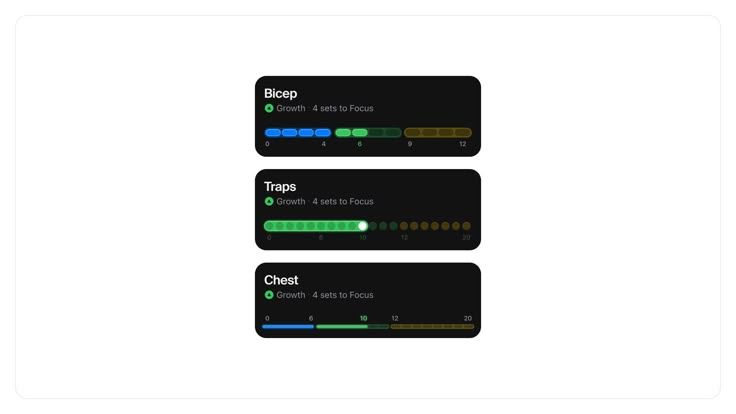 Bicep
Growth · 4 sets to Focus
0 4 6 9 12
Traps
Growth · 4 sets to Focus
0 6 10 12 20
Chest
Growth · 4 sets to Focus
0 6 10 12 20